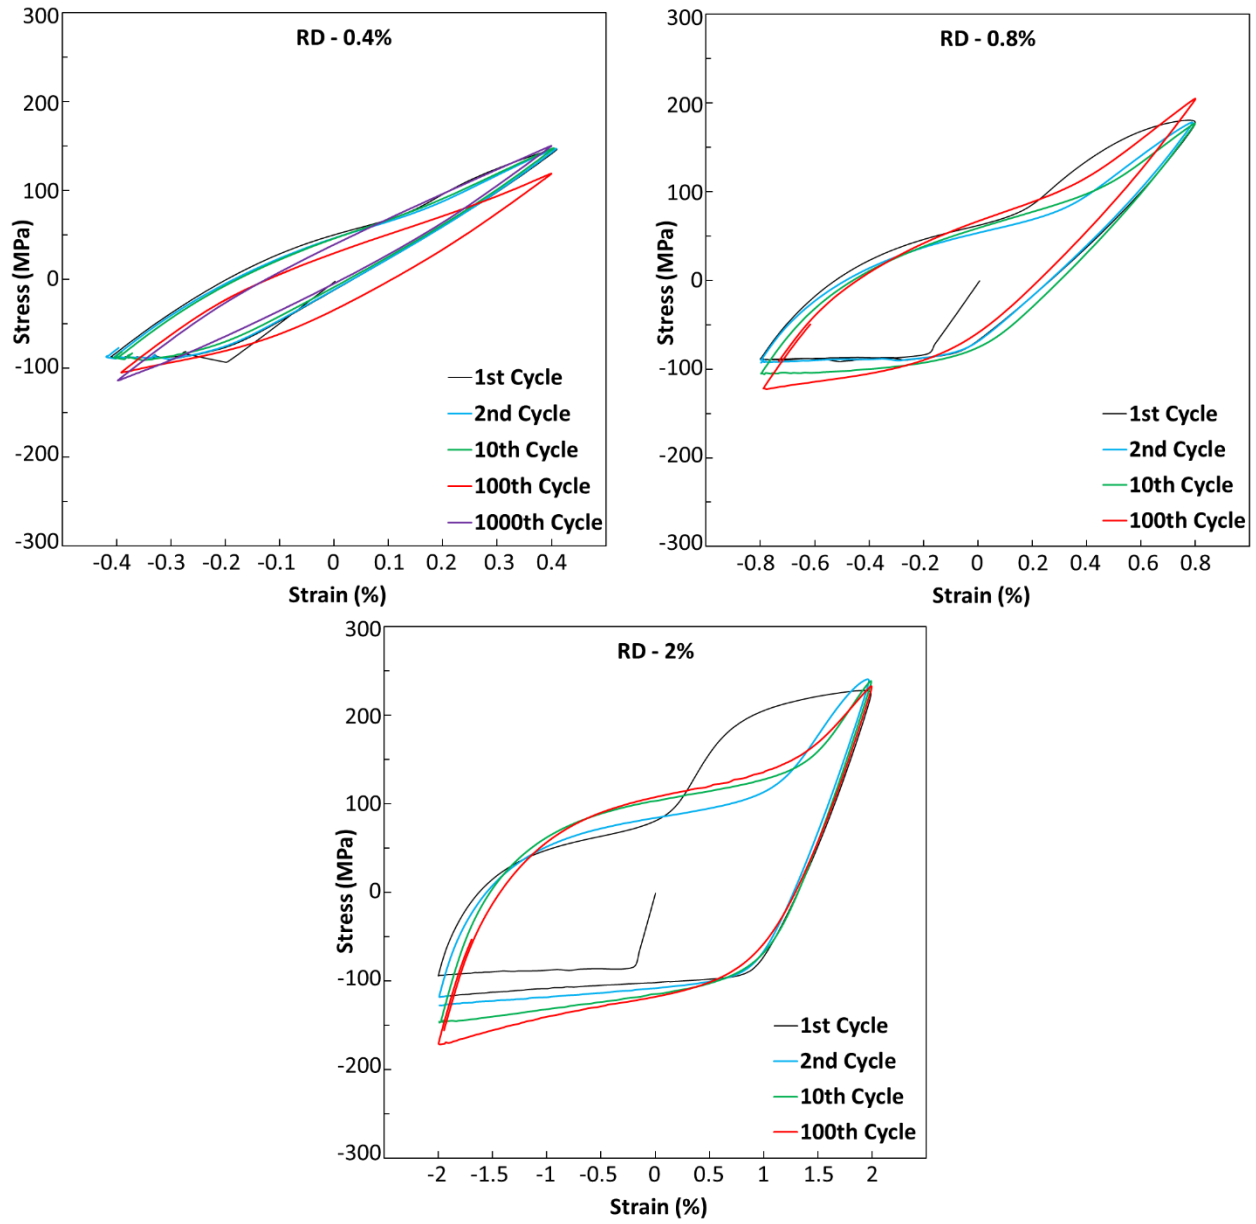 RD - 0.4%
300
200
100
0
-100
-200
-300
Stress (MPa)
-0.4 -0.3 -0.2 -0.1 0 0.1 0.2 0.3 0.4
Strain (%)
1st Cycle
2nd Cycle
10th Cycle
100th Cycle
1000th Cycle
RD - 0.8%
300
200
100
0
-100
-200
-300
Stress (MPa)
-0.8 -0.6 -0.4 -0.2 0 0.2 0.4 0.6 0.8
Strain (%)
1st Cycle
2nd Cycle
10th Cycle
100th Cycle
RD - 2%
300
200
100
0
-100
-200
-300
Stress (MPa)
-2 -1.5 -1 -0.5 0 0.5 1 1.5 2
Strain (%)
1st Cycle
2nd Cycle
10th Cycle
100th Cycle